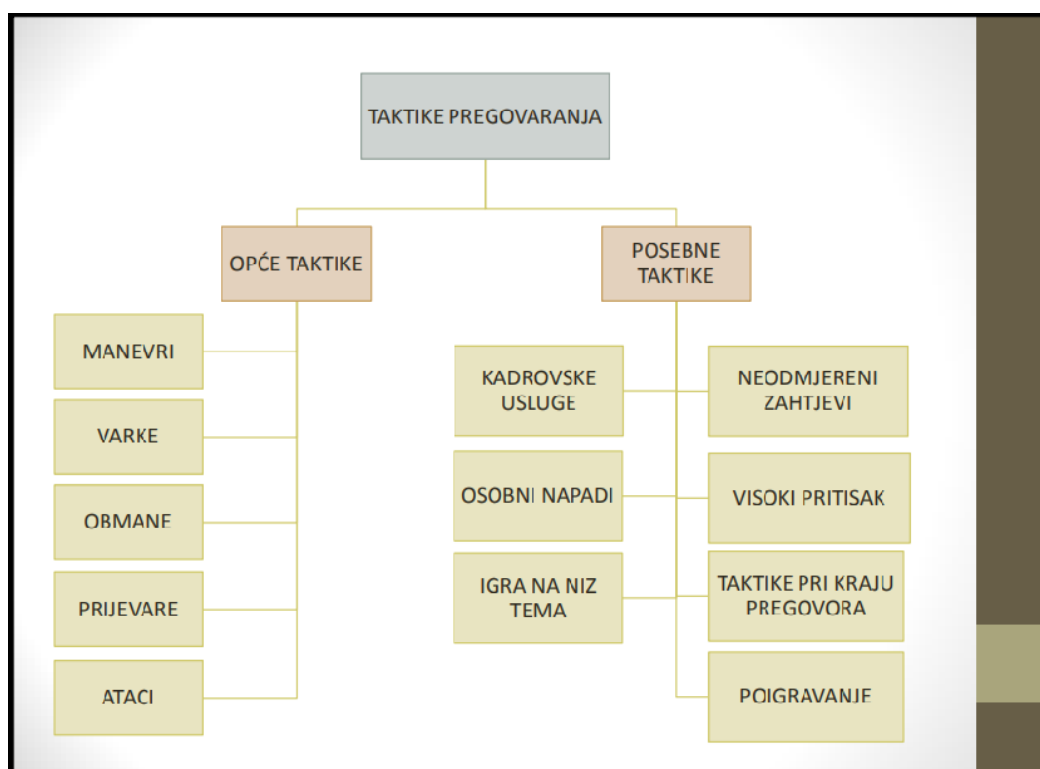 TAKTIKE PREGOVARANJA
OPĆE TAKTIKE
MANEVRI
VARKE
OBMANE
PRIJEVARE
ATACI
POSEBNE
TAKTIKE
KADROVSKE
USLUGE
OSOBNI NAPADI
IGRA NA NIZ
TEMA
NEODMJERENI
ZAHTJEVI
VISOKI PRITISAK
TAKTIKE PRI KRAJU
PREGOVORA
POIGRAVANJE